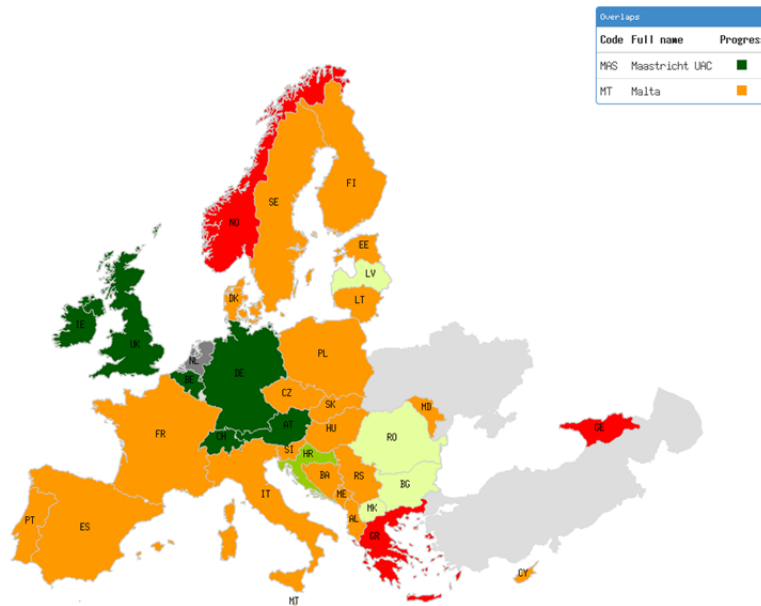 Overlaps
Code Full name Progress
MAS Maastricht UAC
MT Malta
NO
SE
FI
EE
LV
LT
DK
IE
UK
NL
BE
DE
PL
CZ
SK
MD
FR
CH
AT
HU
RO
GE
SI
HR
BA
RS
BG
ME
MK
IT
AL
GR
PT
ES
CY
MT